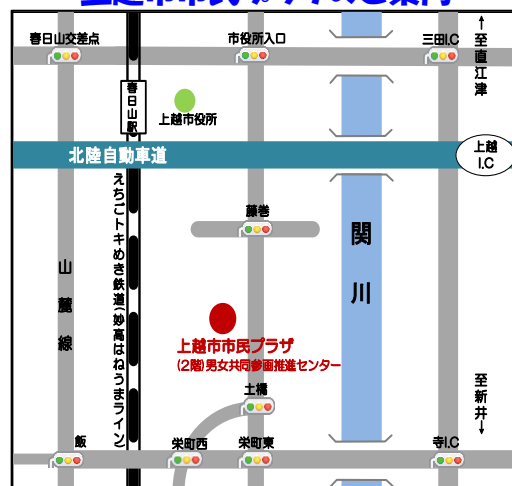 春日山交差点
市役所入口
三田I.C
↑至直江津
春日山駅
上越市役所
北陸自動車道
上越
I.C
えちごトキめき鉄道(妙高はねうまライン)
藤巻
山麓線
関川
上越市市民プラザ
(2階)男女共同参画推進センター
土橋
至新井↓
飯
栄町西
栄町東
寺I.C